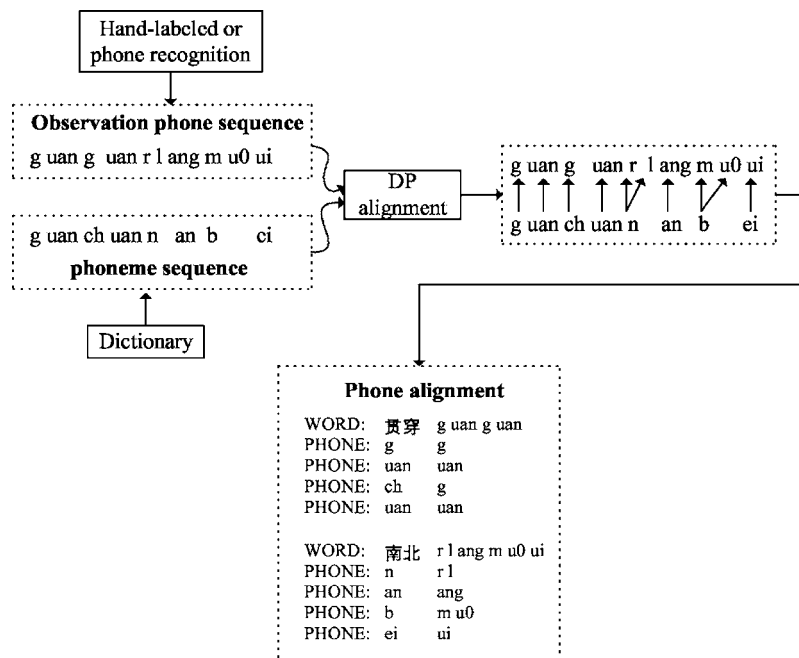 Hand-labeled or
phone recognition
Observation phone sequence
g uan g uan r l ang m u0 ui
g uan ch uan n an b ci
phoneme sequence
Dictionary
DP
alignment
g uan g uan r l ang m u0 ui
g uan ch uan n an b ei
Phone alignment
WORD: 贯穿 g uan g uan
PHONE: g g
PHONE: uan uan
PHONE: ch g
PHONE: uan uan
WORD: 南北 r l ang m u0 ui
PHONE: n r l
PHONE: an ang
PHONE: b m u0
PHONE: ei ui